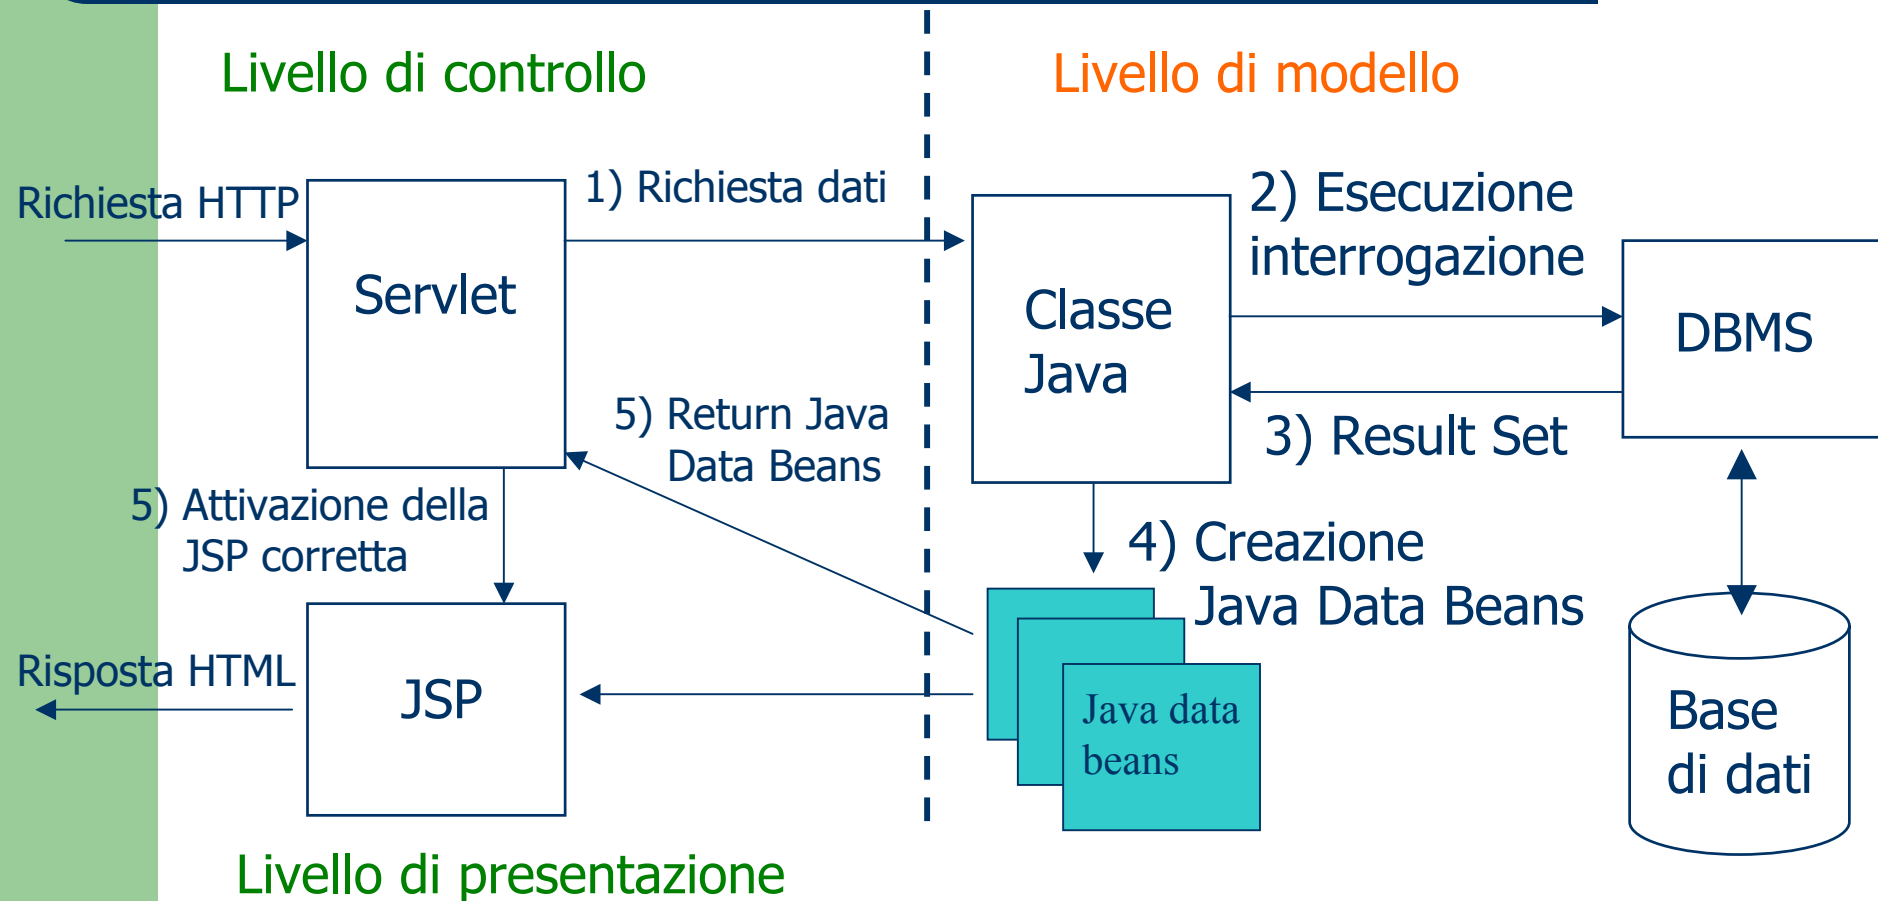 Livello di controllo
Livello di modello
Richiesta HTTP
1) Richiesta dati
2) Esecuzione
interrogazione
Servlet
Classe
Java
DBMS
5) Return Java
Data Beans
3) Result Set
5) Attivazione della
JSP corretta
4) Creazione
Java Data Beans
Risposta HTML
JSP
Java data
beans
Base
di dati
Livello di presentazione